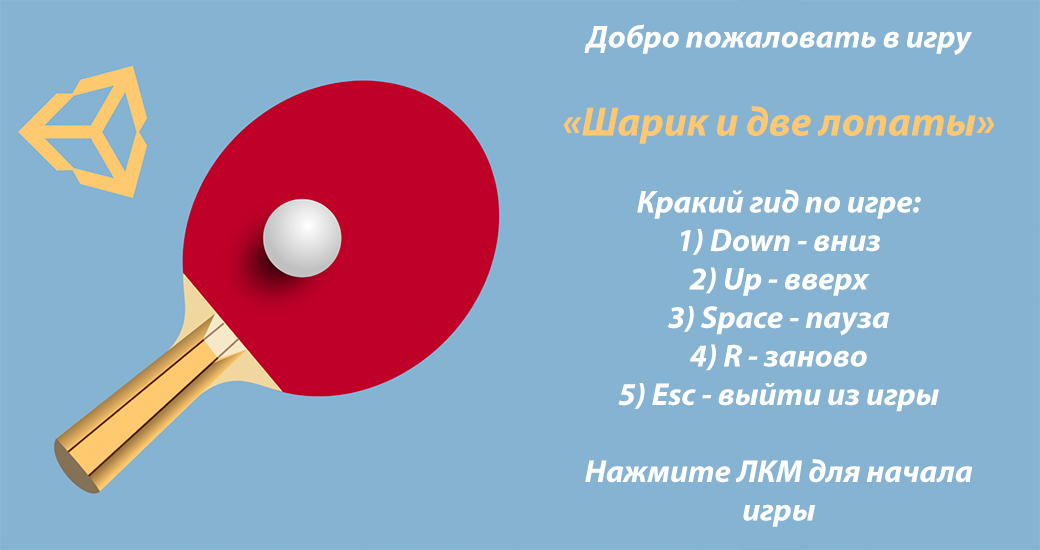 Добро пожаловать в игру
«Шарик и две лопаты»
Кракий гид по игре:
1) Down - вниз
2) Up - вверх
3) Space - пауза
4) R - заново
5) Esc - выйти из игры
Нажмите ЛКМ для начала
игры